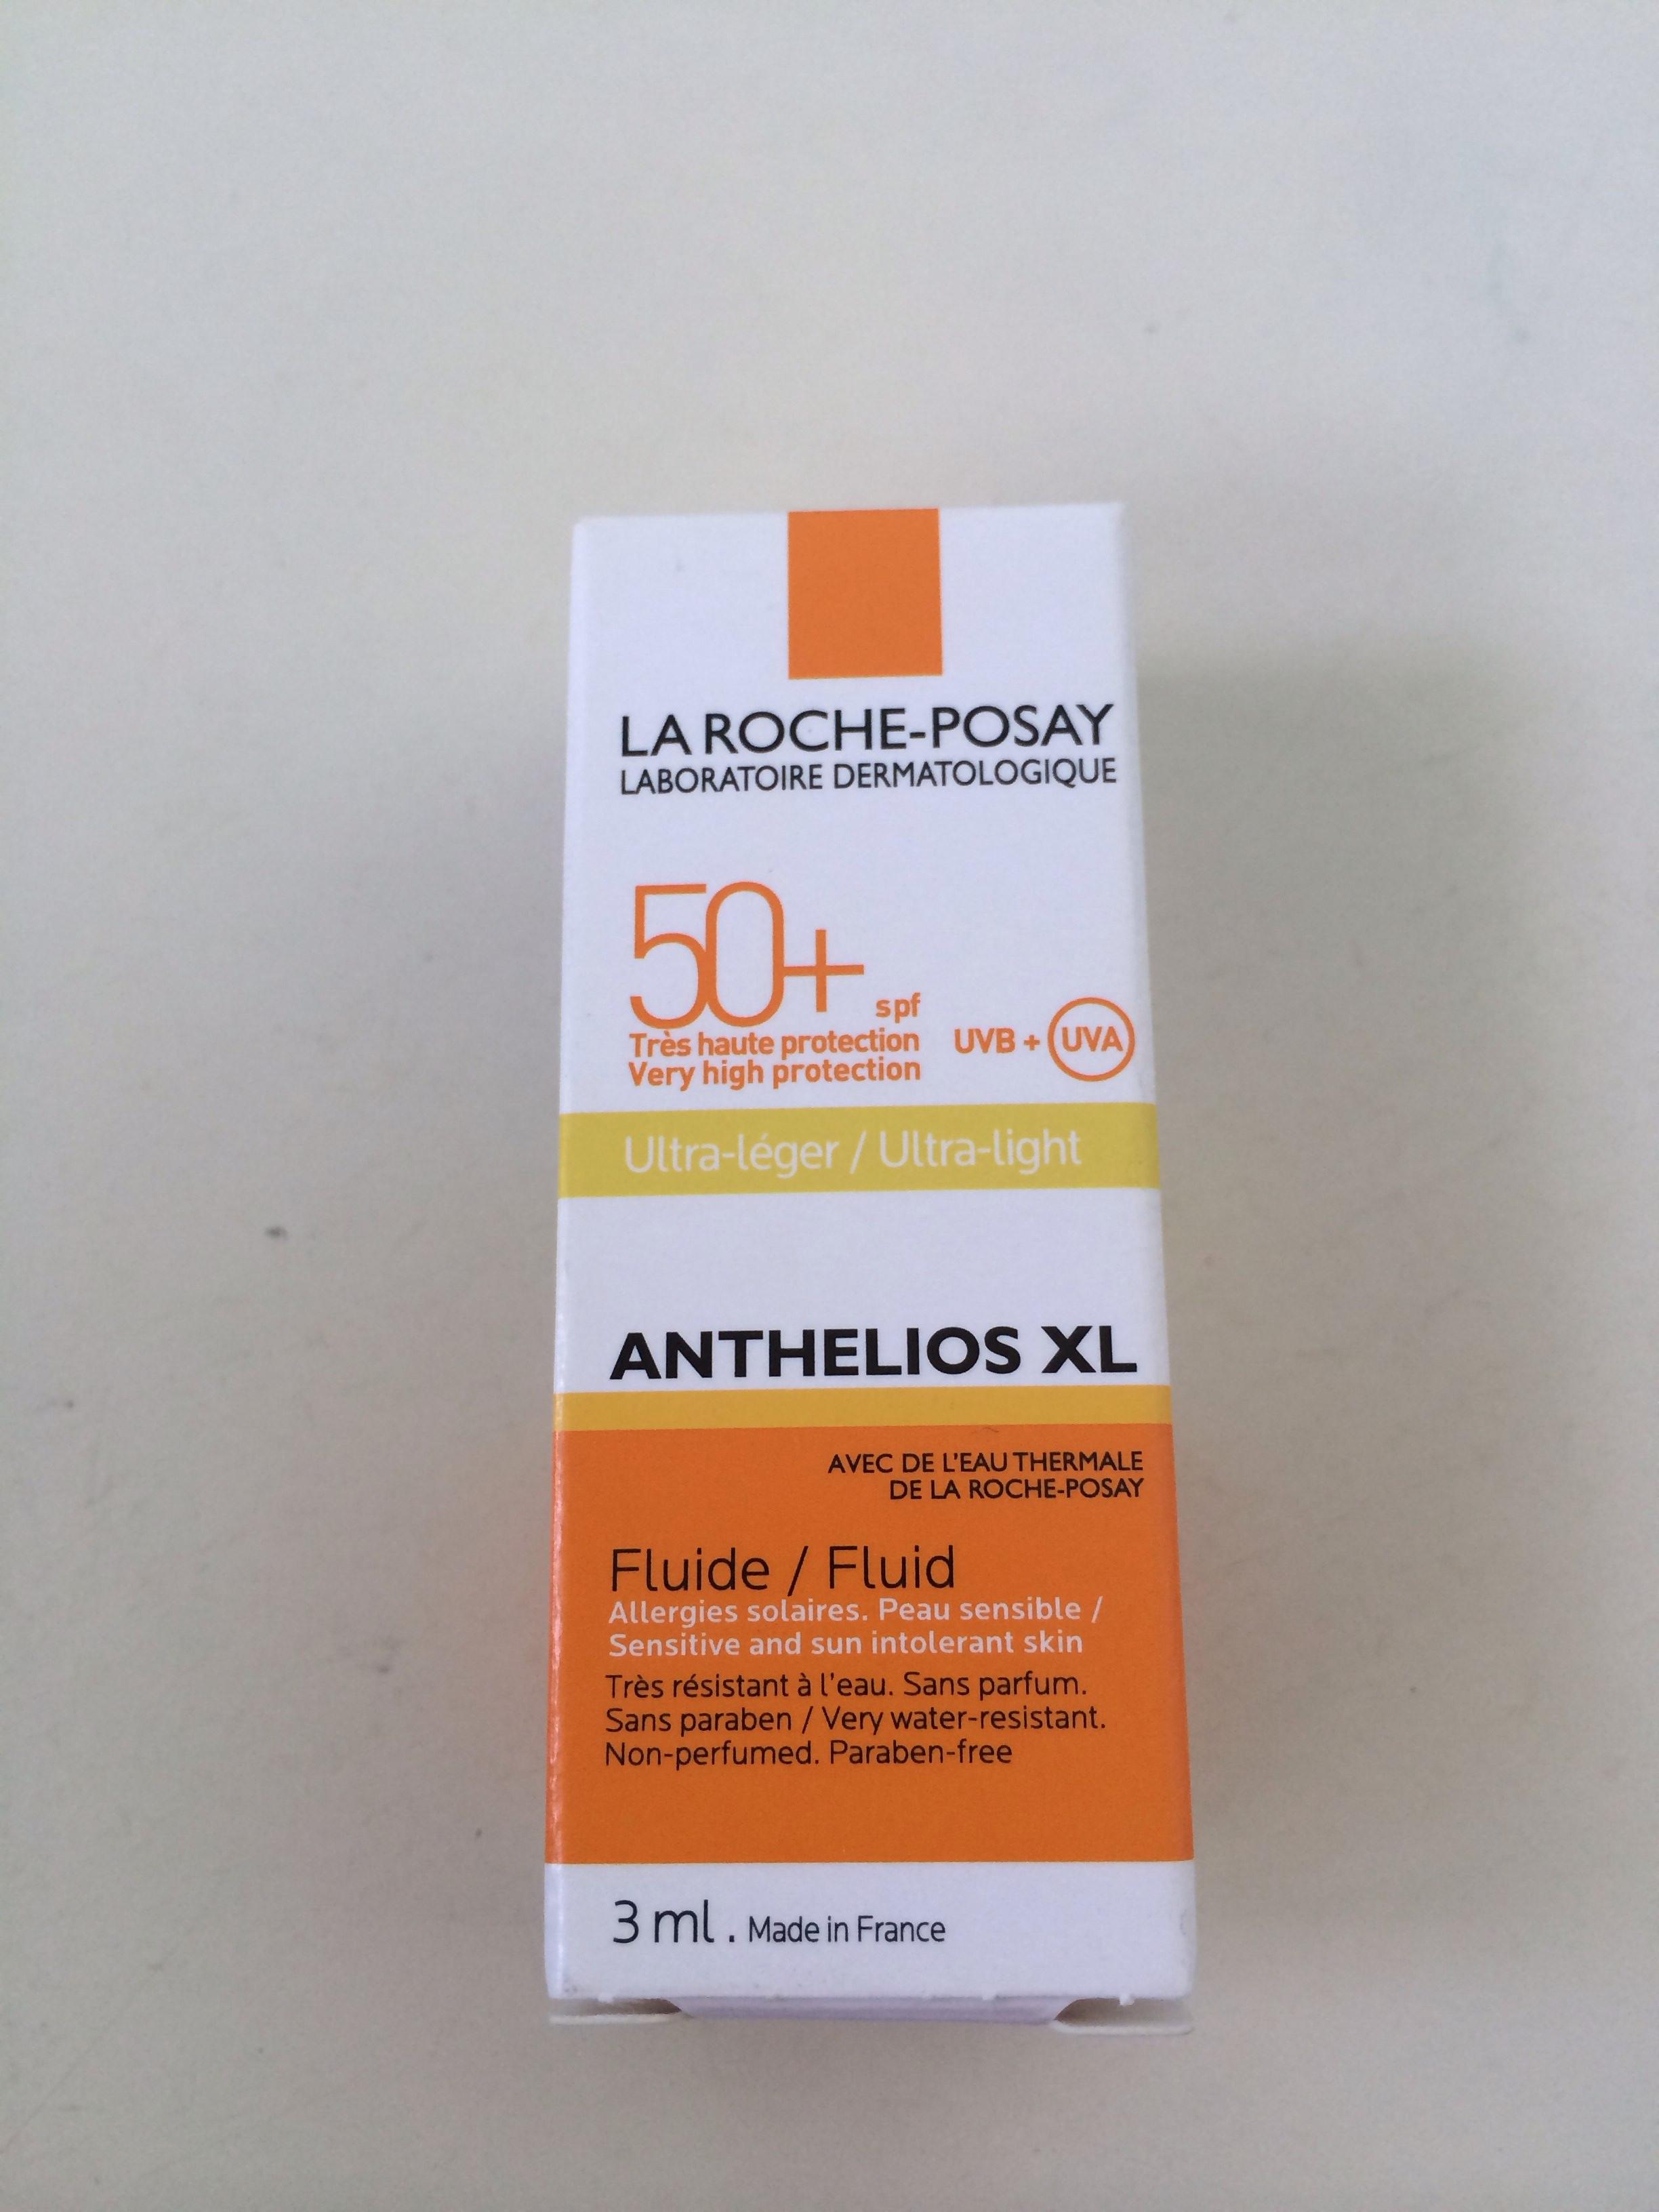 LA ROCHE-POSAY
LABORATOIRE DERMATOLOGIQUE
50+ spf
Très haute protection
Very high protection
UVB + UVA
Ultra-léger / Ultra-light
ANTHELIOS XL
AVEC DE L'EAU THERMALE
DE LA ROCHE-POSAY
Fluide / Fluid
Allergies solaires. Peau sensible /
Sensitive and sun intolerant skin
Très résistant à l'eau. Sans parfum.
Sans paraben / Very water-resistant.
Non-perfumed. Paraben-free
3 ml . Made in France